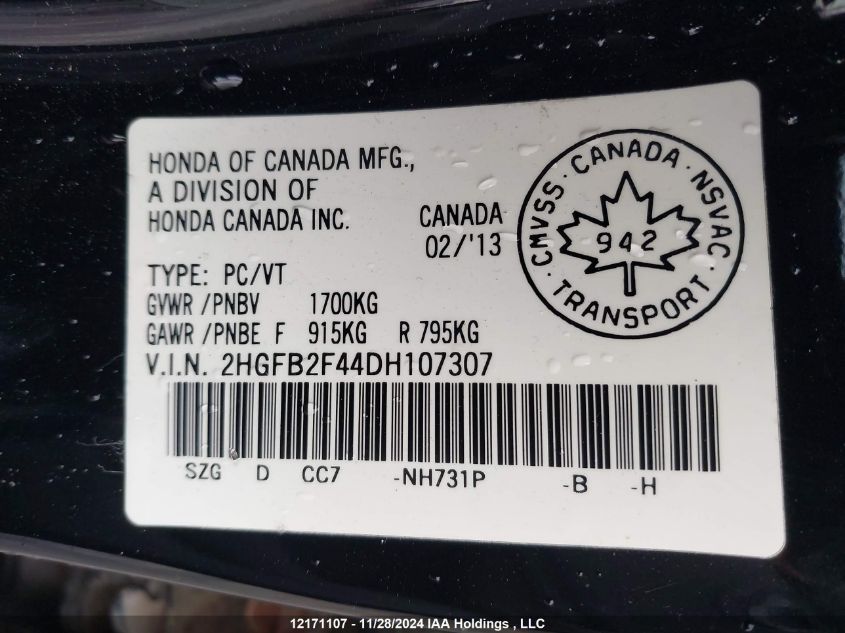 HONDA OF CANADA MFG.,
A DIVISION OF
HONDA CANADA INC.
CANADA
02/'13
TYPE: PC/VT
GVWR /PNBV 1700KG
GAWR /PNBE F 915KG R 795KG
V.I.N. 2HGFB2F44DH107307
SZG D CC7 -NH731P -B -H
CMVSS · CANADA · NSVAC
942
· TRANSPORT ·
12171107 - 11/28/2024 IAA Holdings , LLC